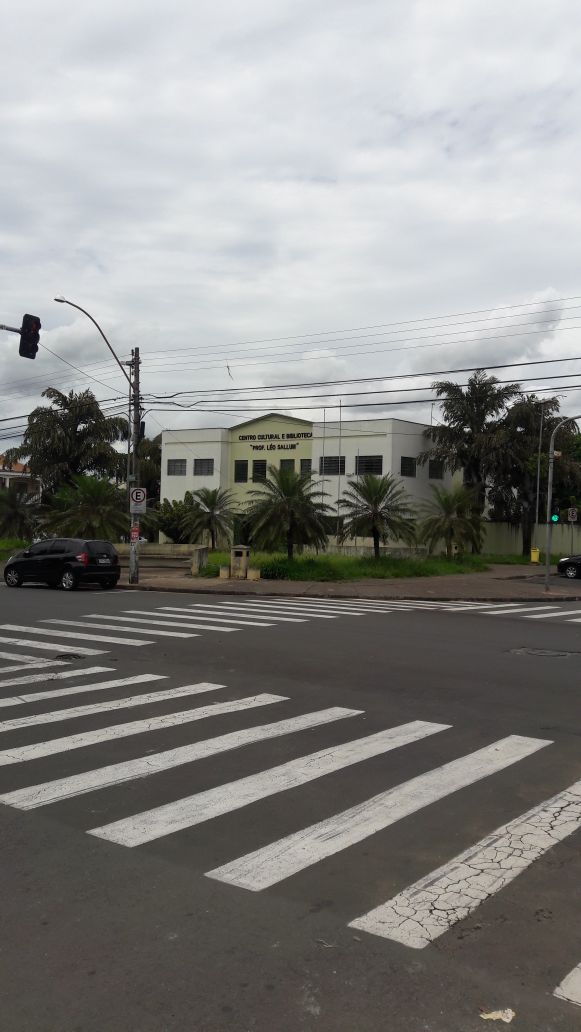 CENTRO CULTURAL E BIBLIOTECA
"PROF. LÉO SALLUM"
E